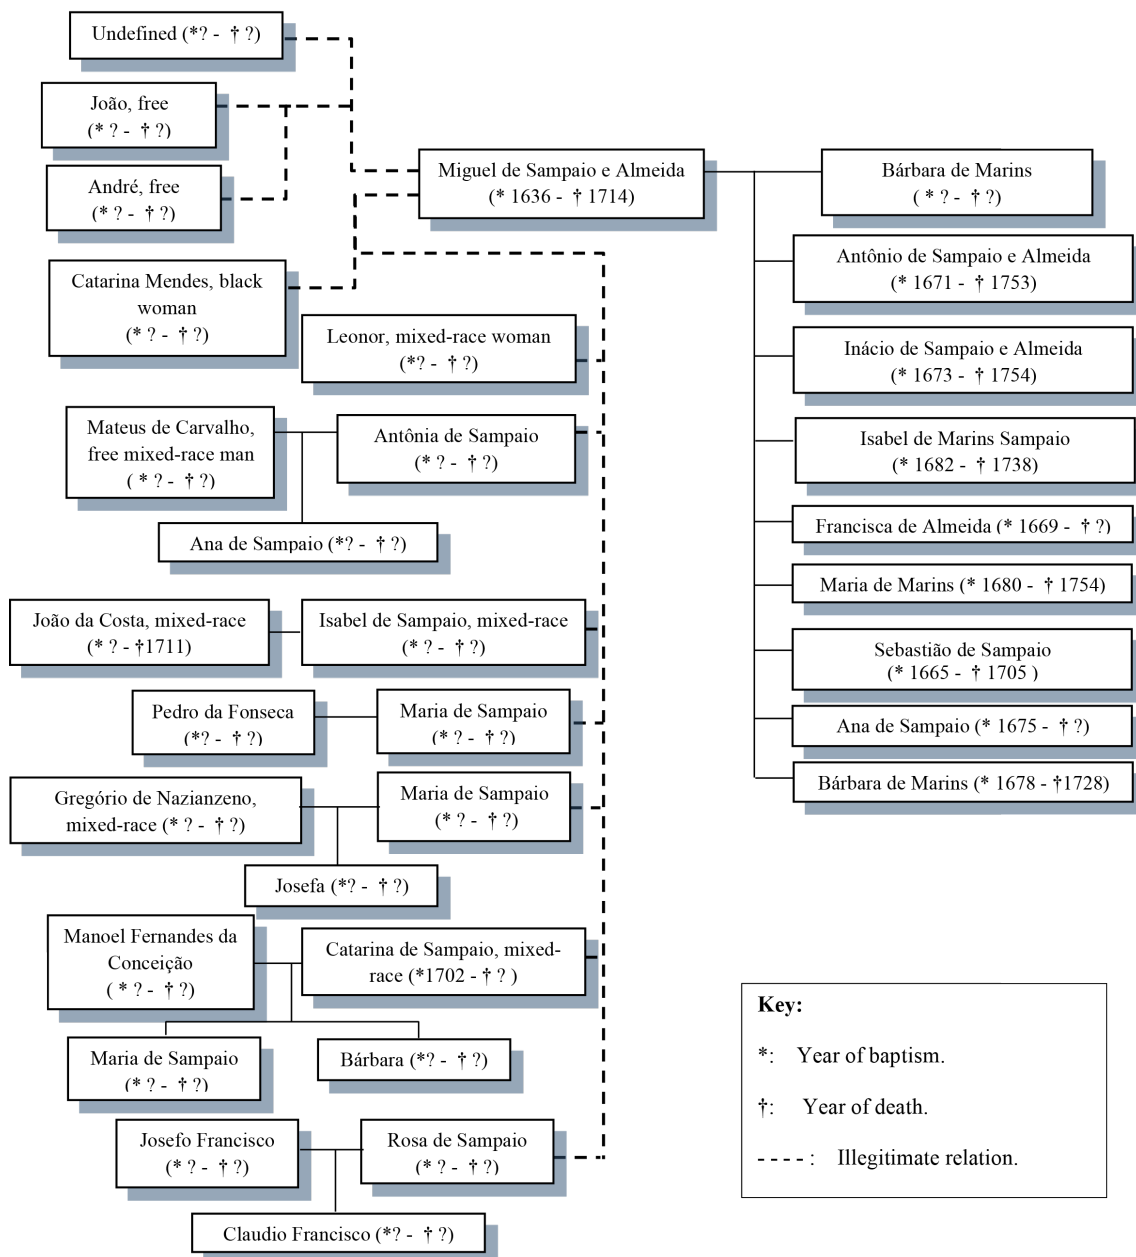 Undefined (*? - † ?)
João, free
(* ? - † ?)
André, free
(* ? - † ?)
Miguel de Sampaio e Almeida
(* 1636 - † 1714)
Bárbara de Marins
( * ? - † ?)
Catarina Mendes, black
woman
(* ? - † ?)
Leonor, mixed-race woman
(*? - † ?)
Mateus de Carvalho,
free mixed-race man
( * ? - † ?)
Antônia de Sampaio
(* ? - † ?)
Ana de Sampaio (*? - † ?)
João da Costa, mixed-race
(* ? - †1711)
Isabel de Sampaio, mixed-race
(* ? - † ?)
Pedro da Fonseca
(*? - † ?)
Maria de Sampaio
(* ? - † ?)
Gregório de Nazianzeno,
mixed-race (* ? - † ?)
Maria de Sampaio
(* ? - † ?)
Josefa (*? - † ?)
Manoel Fernandes da
Conceição
( * ? - † ?)
Catarina de Sampaio, mixed-
race (*1702 - † ? )
Maria de Sampaio
(* ? - † ?)
Bárbara (*? - † ?)
Josefo Francisco
(* ? - † ?)
Rosa de Sampaio
(* ? - † ?)
Claudio Francisco (*? - † ?)
Antônio de Sampaio e Almeida
(* 1671 - † 1753)
Inácio de Sampaio e Almeida
(* 1673 - † 1754)
Isabel de Marins Sampaio
(* 1682 - † 1738)
Francisca de Almeida (* 1669 - † ?)
Maria de Marins (* 1680 - † 1754)
Sebastião de Sampaio
(* 1665 - † 1705 )
Ana de Sampaio (* 1675 - † ?)
Bárbara de Marins (* 1678 - †1728)
Key:
*: Year of baptism.
†: Year of death.
- - - - : Illegitimate relation.